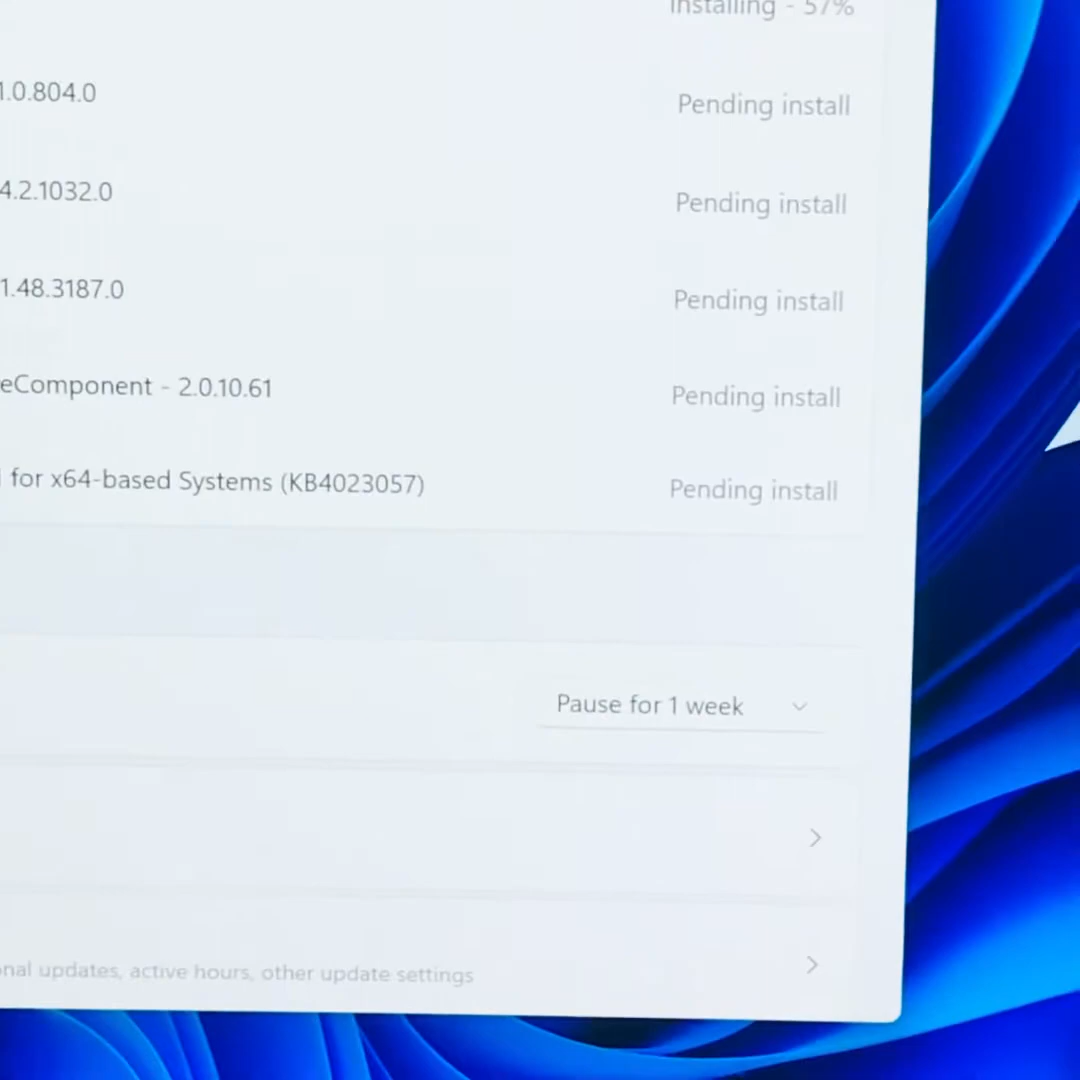 Installing - 57%
1.0.804.0
Pending install
4.2.1032.0
Pending install
1.48.3187.0
Pending install
eComponent - 2.0.10.61
Pending install
for x64-based Systems (KB4023057)
Pending install
Pause for 1 week
nal updates, active hours, other update settings